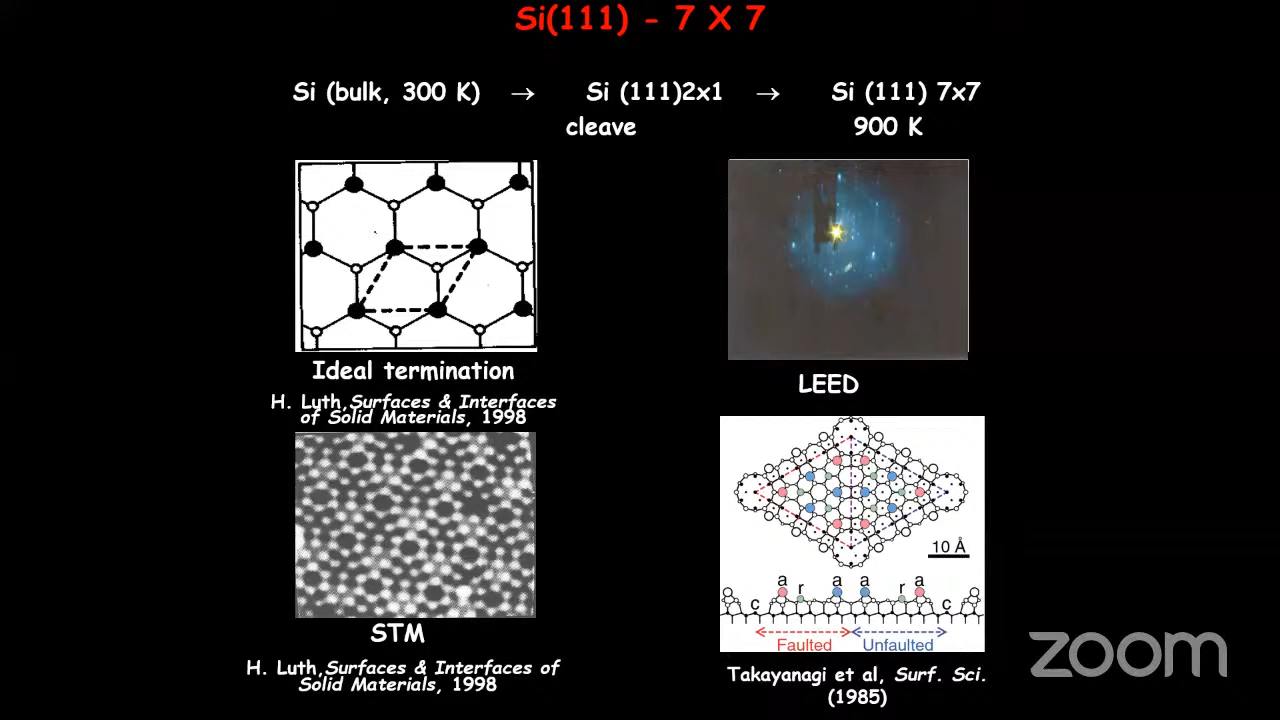 Si(111) - 7 X 7
Si (bulk, 300 K) → Si (111)2x1 → Si (111) 7x7
cleave 900 K
Ideal termination
H. Luth,Surfaces & Interfaces
of Solid Materials, 1998
LEED
STM
H. Luth,Surfaces & Interfaces of
Solid Materials, 1998
10 Å
a r a a r a
c c
Faulted Unfaulted
Takayanagi et al, Surf. Sci.
(1985)
zoom